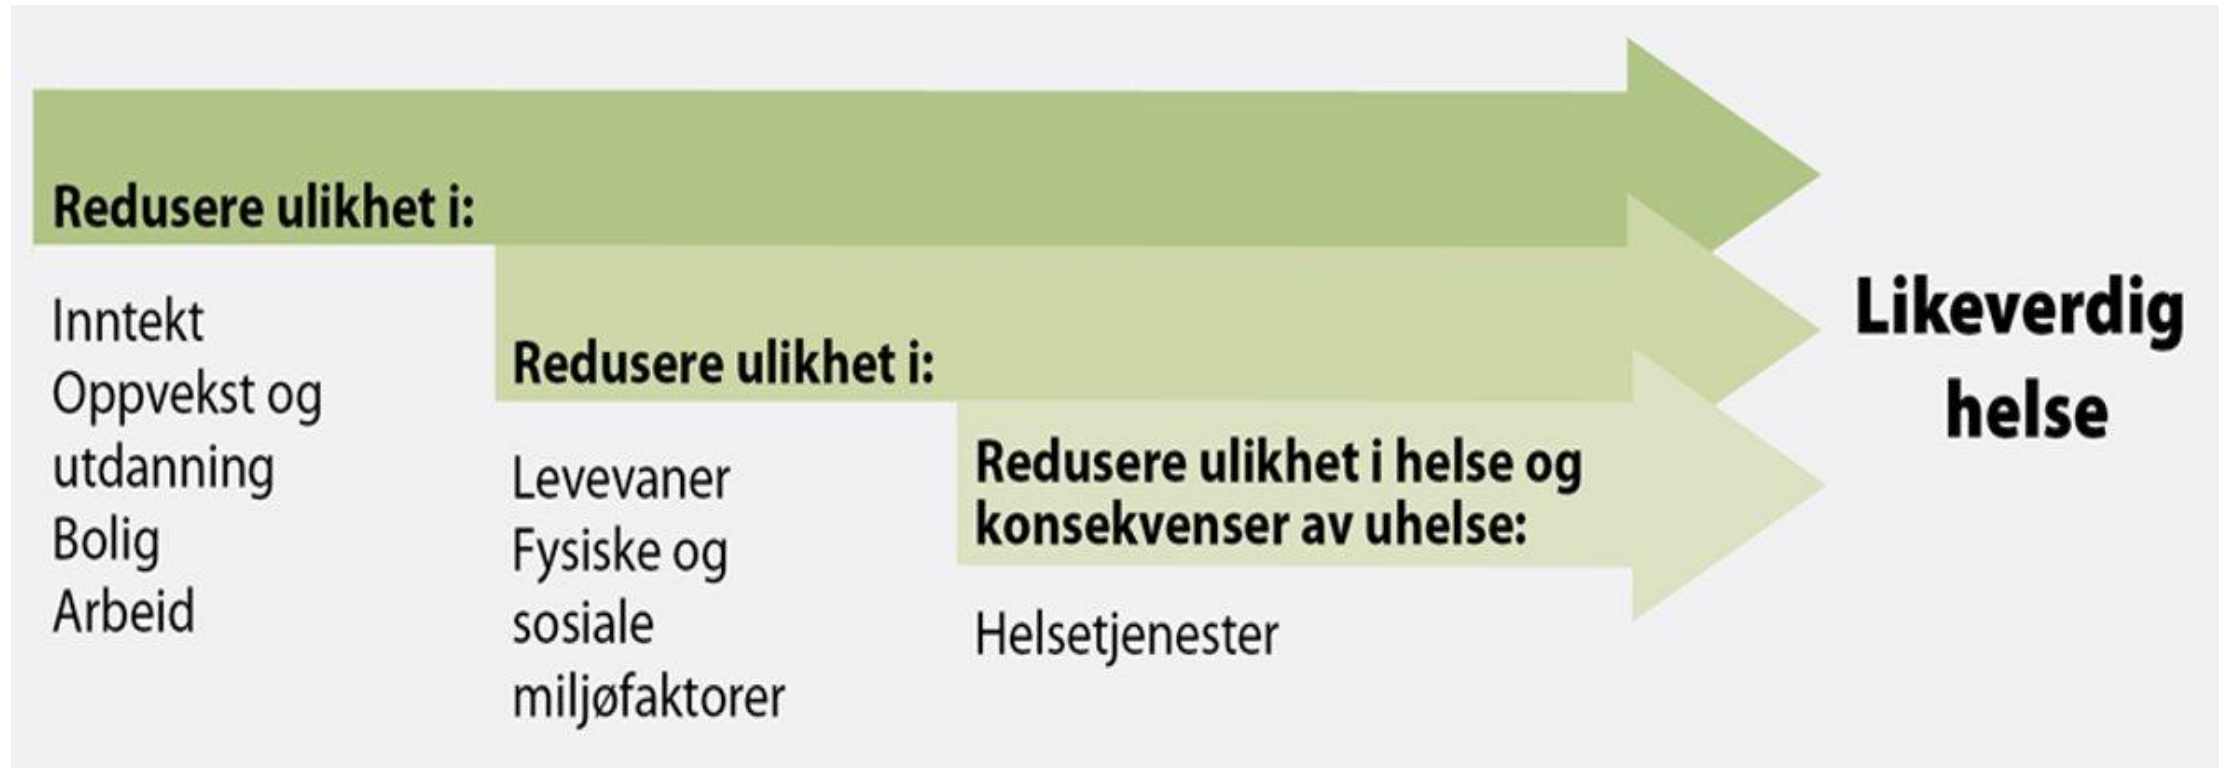 Redusere ulikhet i:
Inntekt
Oppvekst og
utdanning
Bolig
Arbeid
Redusere ulikhet i:
Levevaner
Fysiske og
sosiale
miljøfaktorer
Redusere ulikhet i helse og
konsekvenser av uhelse:
Helsetjenester
Likeverdig
helse